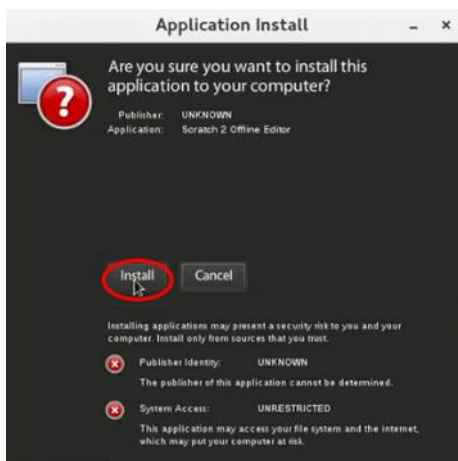 Application Install
Are you sure you want to install this
application to your computer?
Publisher: UNKNOWN
Application: Scratch 2 Offline Editor
Install Cancel
Installing applications may present a security risk to you and your
computer. Install only from sources that you trust.
Publisher Identity: UNKNOWN
The publisher of this application cannot be determined.
System Access: UNRESTRICTED
This application may access your file system and the internet,
which may put your computer at risk.